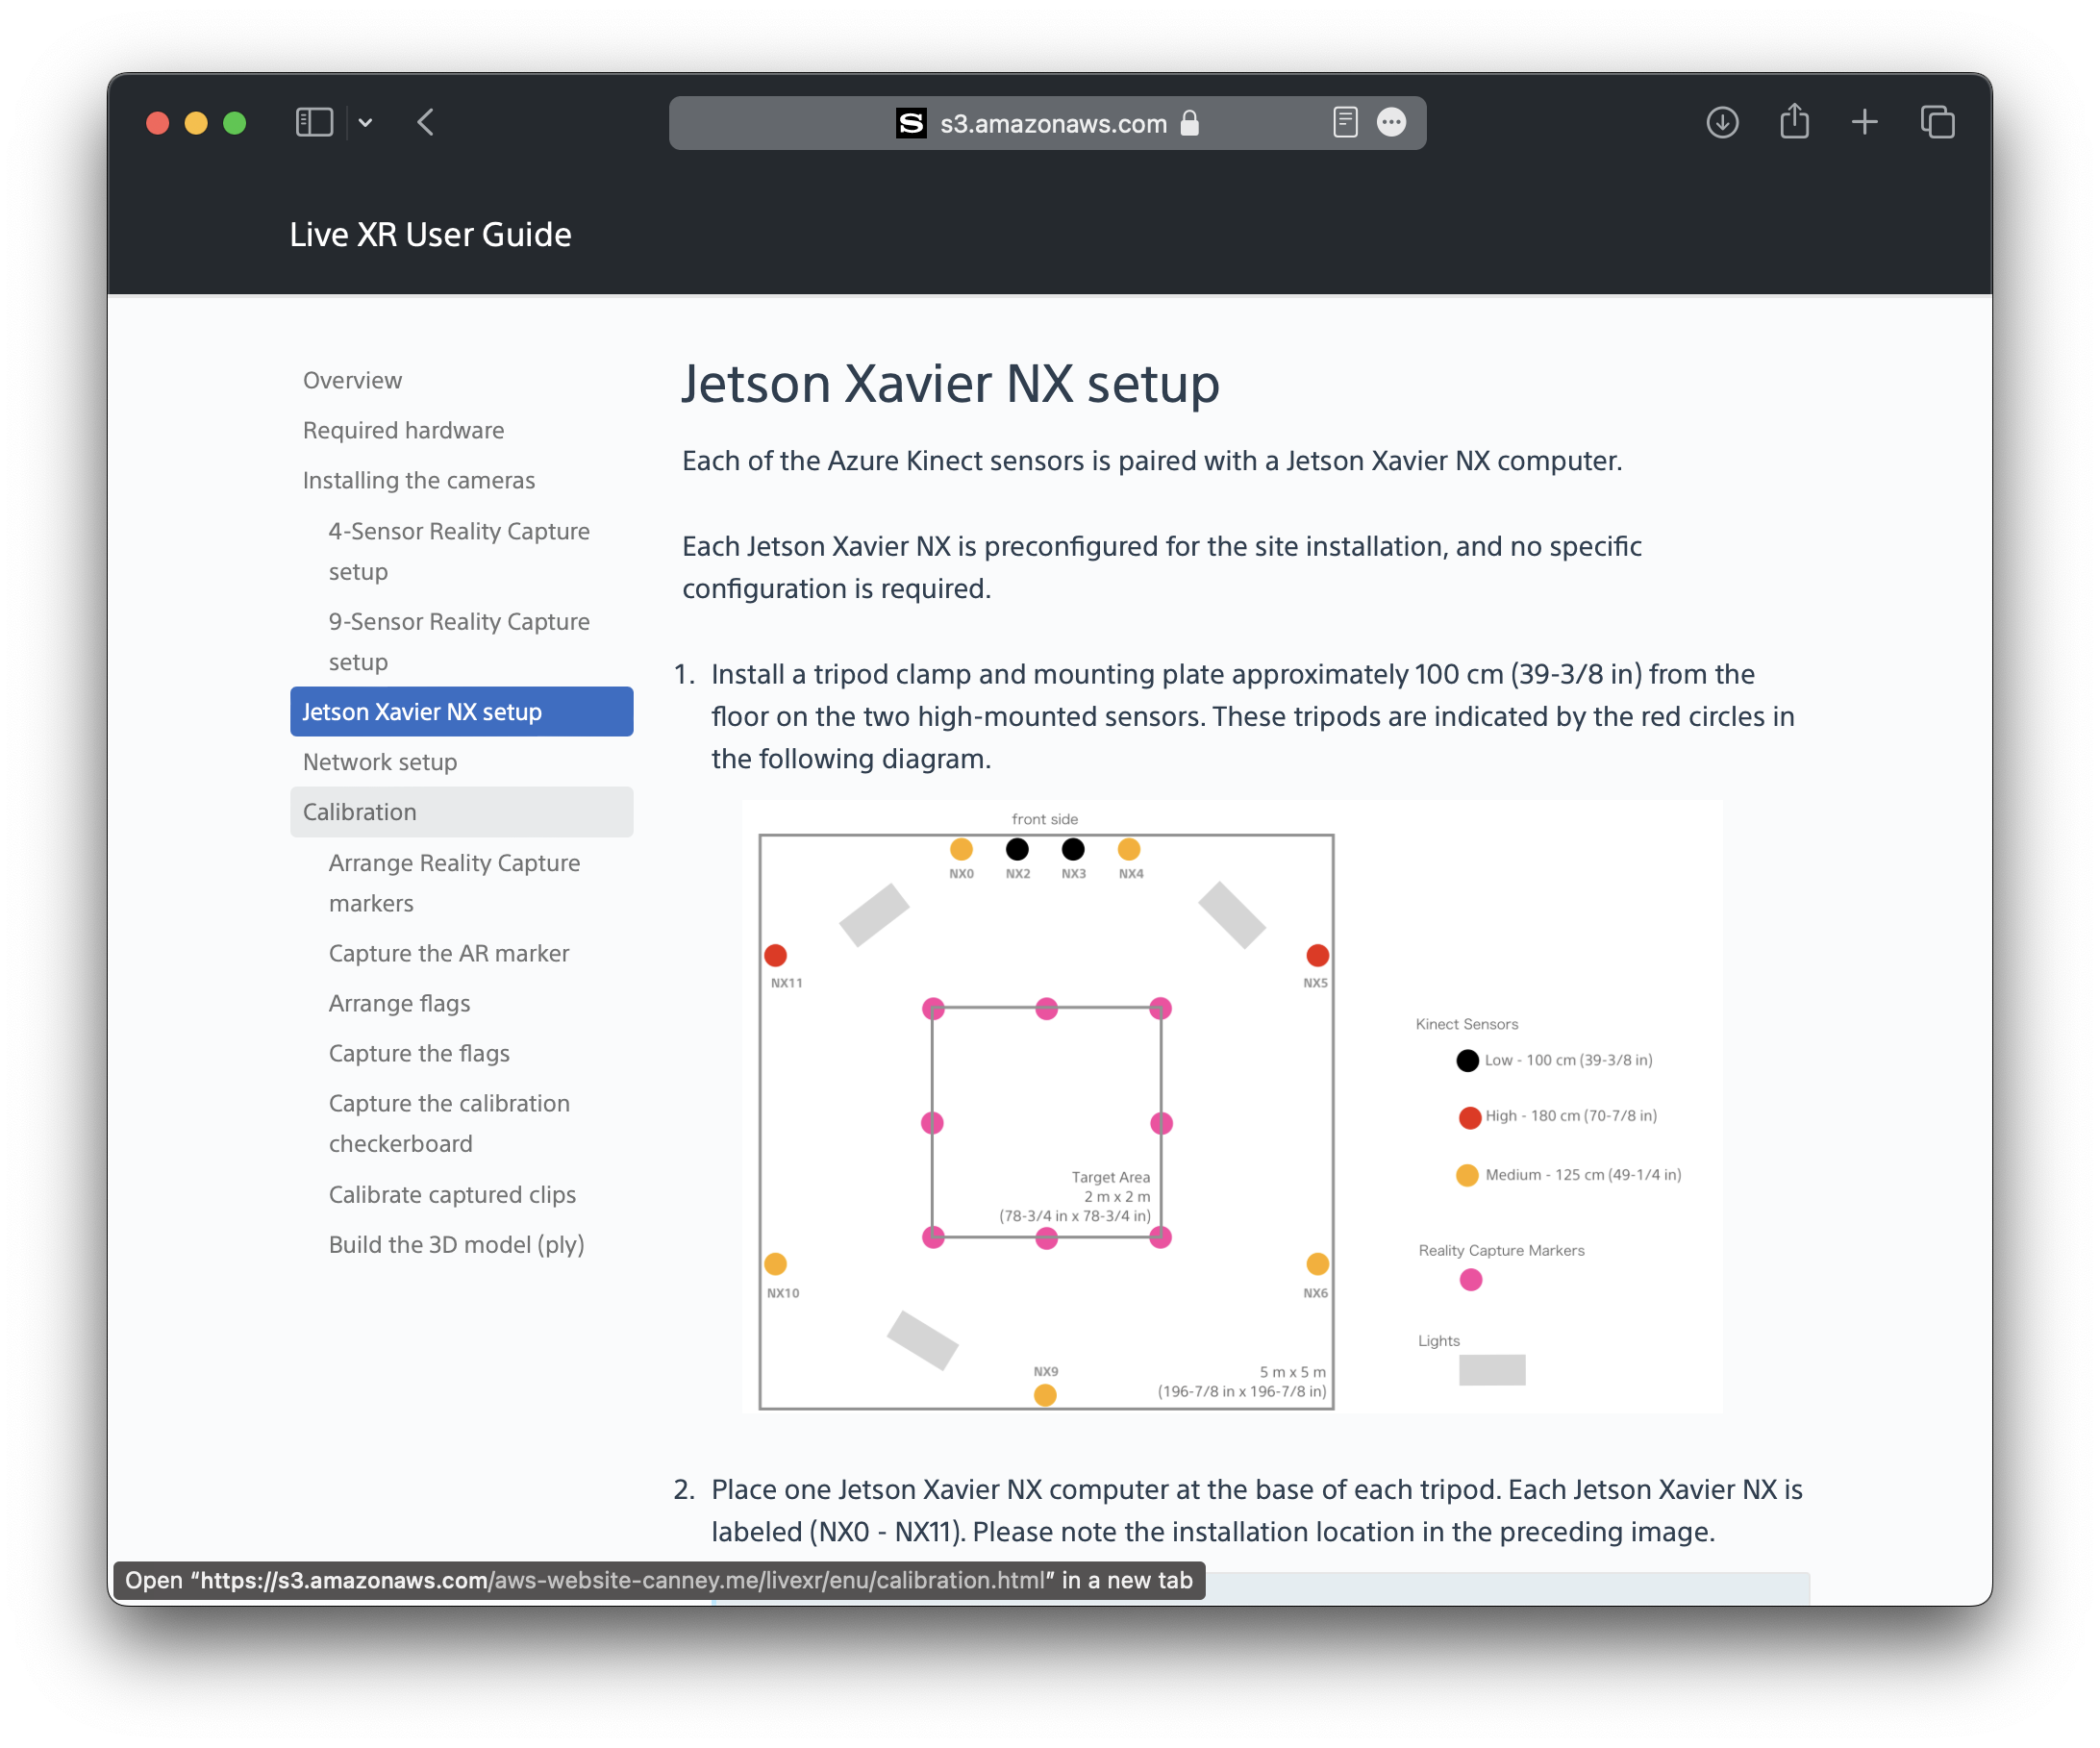 s3.amazonaws.com
Live XR User Guide
Overview
Required hardware
Installing the cameras
4-Sensor Reality Capture
setup
9-Sensor Reality Capture
setup
Jetson Xavier NX setup
Network setup
Calibration
Arrange Reality Capture
markers
Capture the AR marker
Arrange flags
Capture the flags
Capture the calibration
checkerboard
Calibrate captured clips
Build the 3D model (ply)
Jetson Xavier NX setup
Each of the Azure Kinect sensors is paired with a Jetson Xavier NX computer.
Each Jetson Xavier NX is preconfigured for the site installation, and no specific
configuration is required.
1. Install a tripod clamp and mounting plate approximately 100 cm (39-3/8 in) from the
floor on the two high-mounted sensors. These tripods are indicated by the red circles in
the following diagram.
front side
NX0 NX2 NX3 NX4
NX11 NX5
Target Area
2 m x 2 m
(78-3/4 in x 78-3/4 in)
NX10 NX6
NX9
5 m x 5 m
(196-7/8 in x 196-7/8 in)
Kinect Sensors
Low - 100 cm (39-3/8 in)
High - 180 cm (70-7/8 in)
Medium - 125 cm (49-1/4 in)
Reality Capture Markers
Lights
2. Place one Jetson Xavier NX computer at the base of each tripod. Each Jetson Xavier NX is
labeled (NX0 - NX11). Please note the installation location in the preceding image.
Open “https://s3.amazonaws.com/aws-website-canney.me/livexr/enu/calibration.html” in a new tab